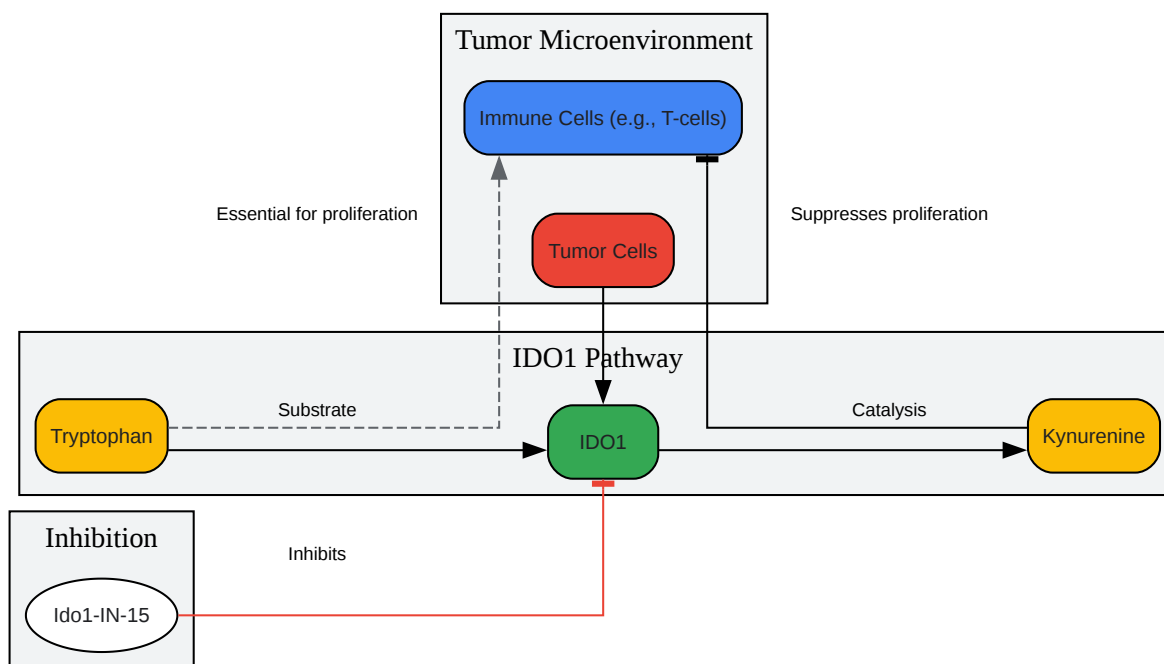 Tumor Microenvironment
Immune Cells (e.g., T-cells)
Essential for proliferation
Suppresses proliferation
Tumor Cells
IDO1 Pathway
Substrate
Catalysis
Tryptophan
IDO1
Kynurenine
Inhibition
Inhibits
Ido1-IN-15